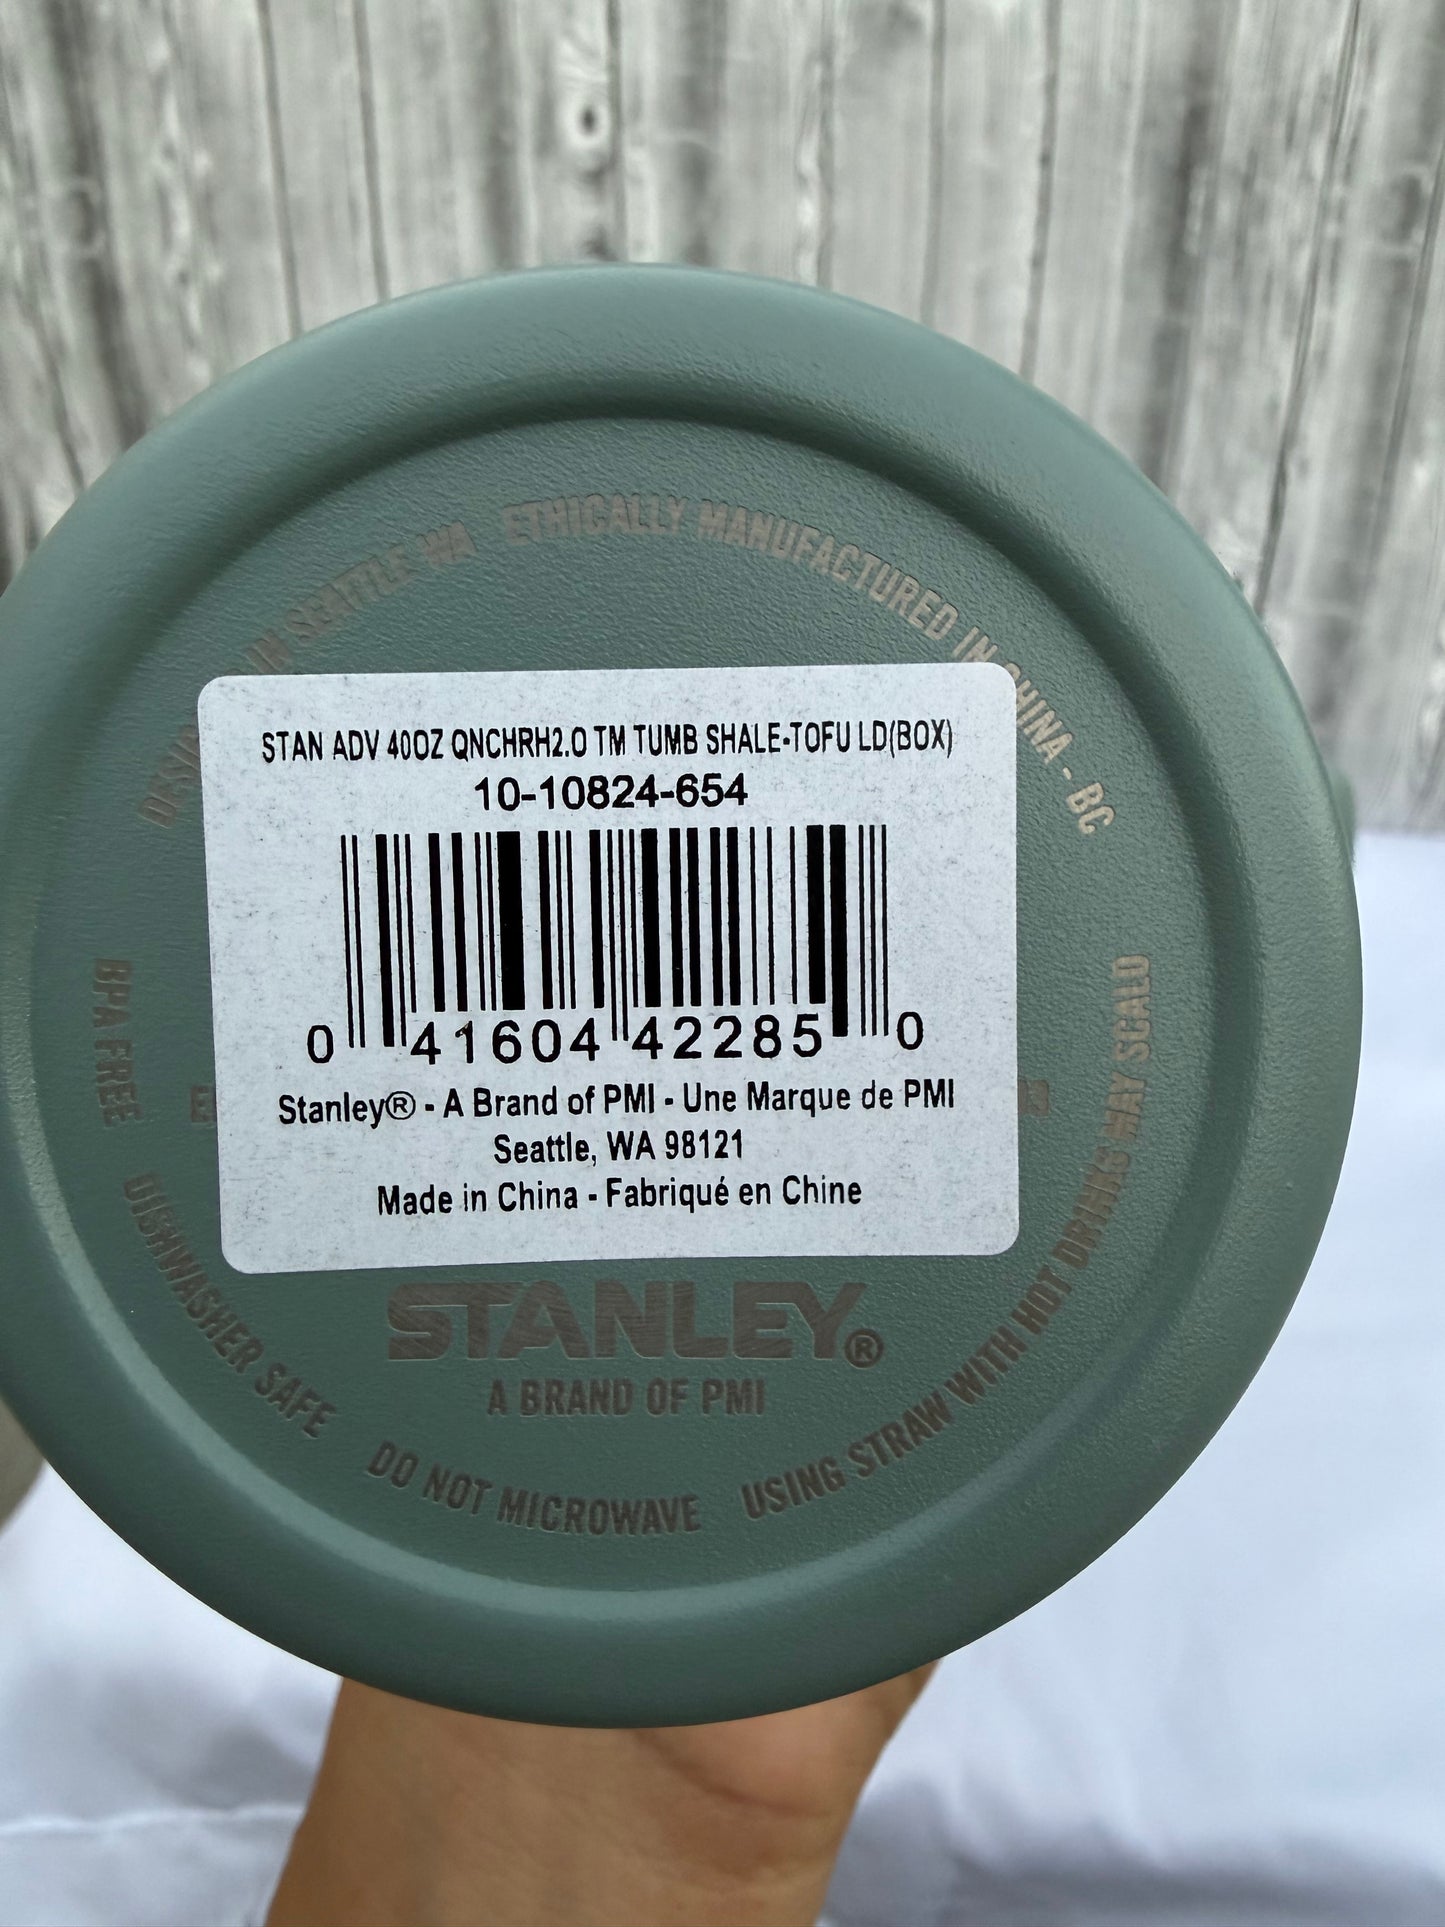 DESIGNED IN SEATTLE WA ETHICALLY MANUFACTURED IN CHINA - BC
STAN ADV 40OZ QNCHRH2.0 TM TUMB SHALE-TOFU LD(BOX)
10-10824-654
0 41604 42285 0
Stanley® - A Brand of PMI - Une Marque de PMI
Seattle, WA 98121
Made in China - Fabriqué en Chine
STANLEY®
A BRAND OF PMI
BPA FREE
DISHWASHER SAFE
DO NOT MICROWAVE
USING STRAW WITH HOT DRINKS MAY SCALD